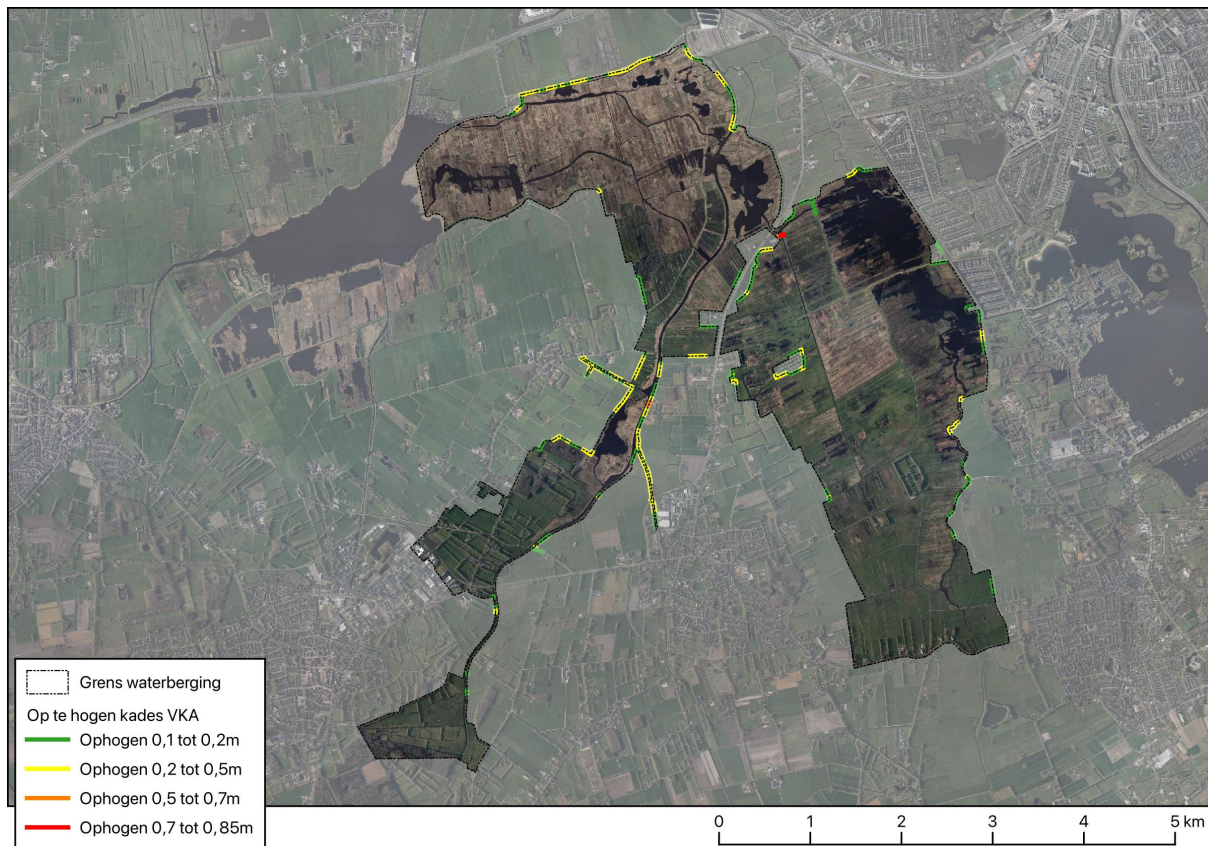 Grens waterberging
Op te hogen kades VKA
Ophogen 0,1 tot 0,2m
Ophogen 0,2 tot 0,5m
Ophogen 0,5 tot 0,7m
Ophogen 0,7 tot 0,85m
0 1 2 3 4 5 km